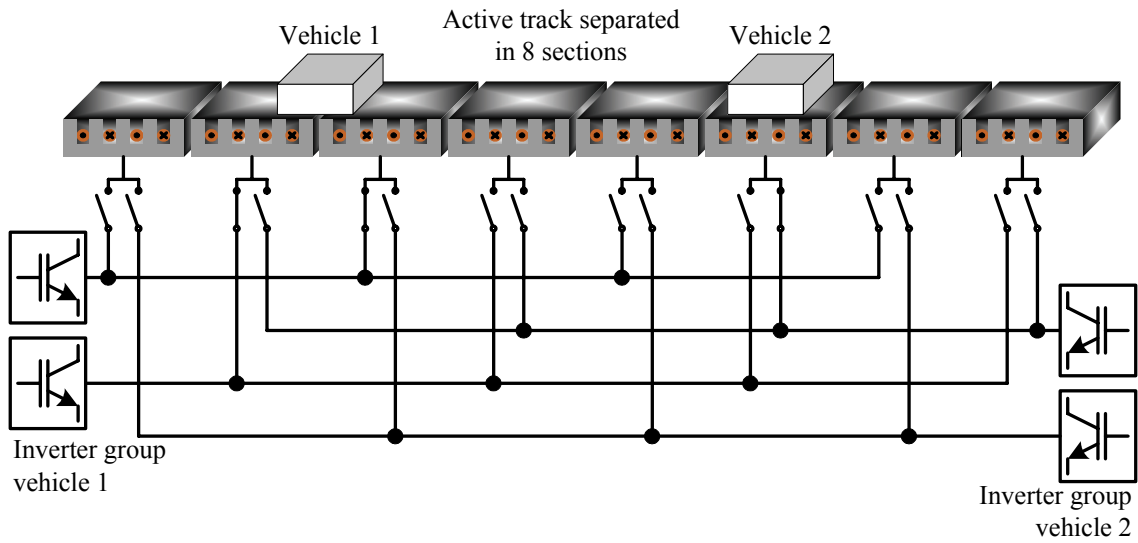 Vehicle 1
Active track separated
in 8 sections
Vehicle 2
Inverter group
vehicle 1
Inverter group
vehicle 2